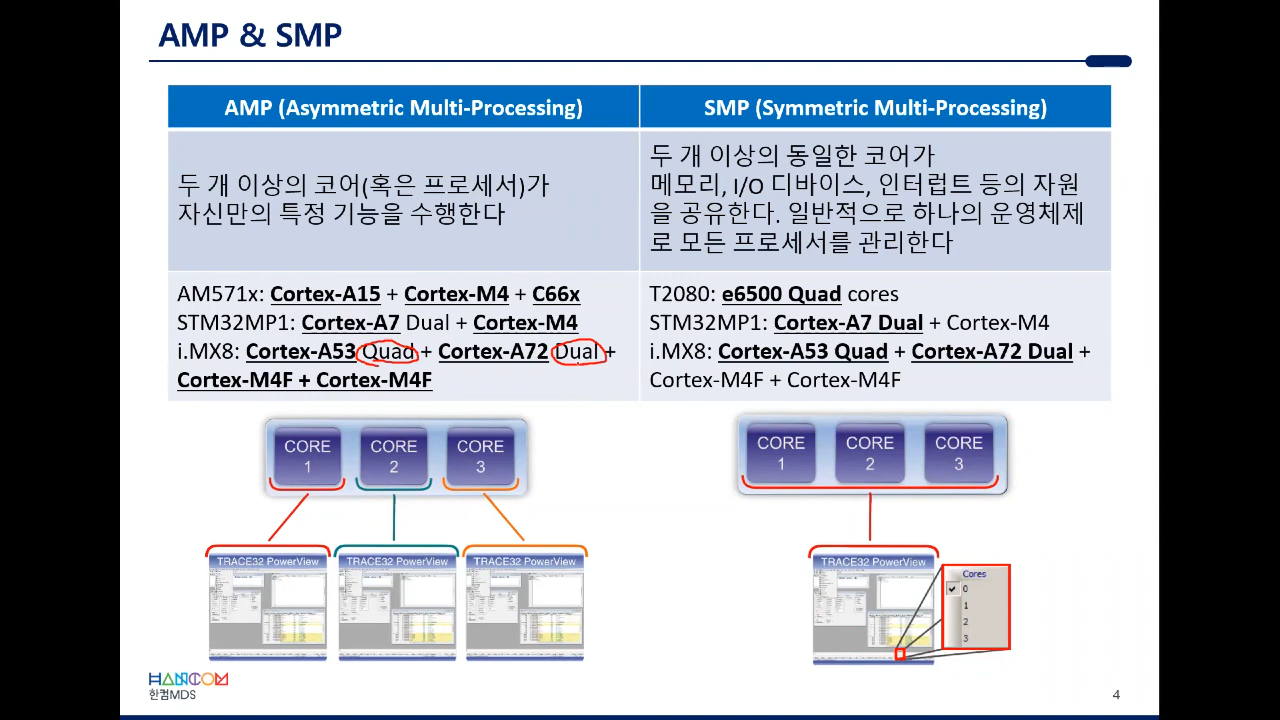 AMP & SMP
AMP (Asymmetric Multi-Processing)
SMP (Symmetric Multi-Processing)
두 개 이상의 코어(혹은 프로세서)가
자신만의 특정 기능을 수행한다
두 개 이상의 동일한 코어가
메모리, I/O 디바이스, 인터럽트 등의 자원
을 공유한다. 일반적으로 하나의 운영체제
로 모든 프로세서를 관리한다
AM571x: Cortex-A15 + Cortex-M4 + C66x
STM32MP1: Cortex-A7 Dual + Cortex-M4
i.MX8: Cortex-A53 Quad + Cortex-A72 Dual +
Cortex-M4F + Cortex-M4F
T2080: e6500 Quad cores
STM32MP1: Cortex-A7 Dual + Cortex-M4
i.MX8: Cortex-A53 Quad + Cortex-A72 Dual +
Cortex-M4F + Cortex-M4F
CORE
1
CORE
2
CORE
3
CORE
1
CORE
2
CORE
3
TRACE32 PowerView
TRACE32 PowerView
TRACE32 PowerView
TRACE32 PowerView
Cores
0
1
2
3
HANCOM
한컴MDS
4